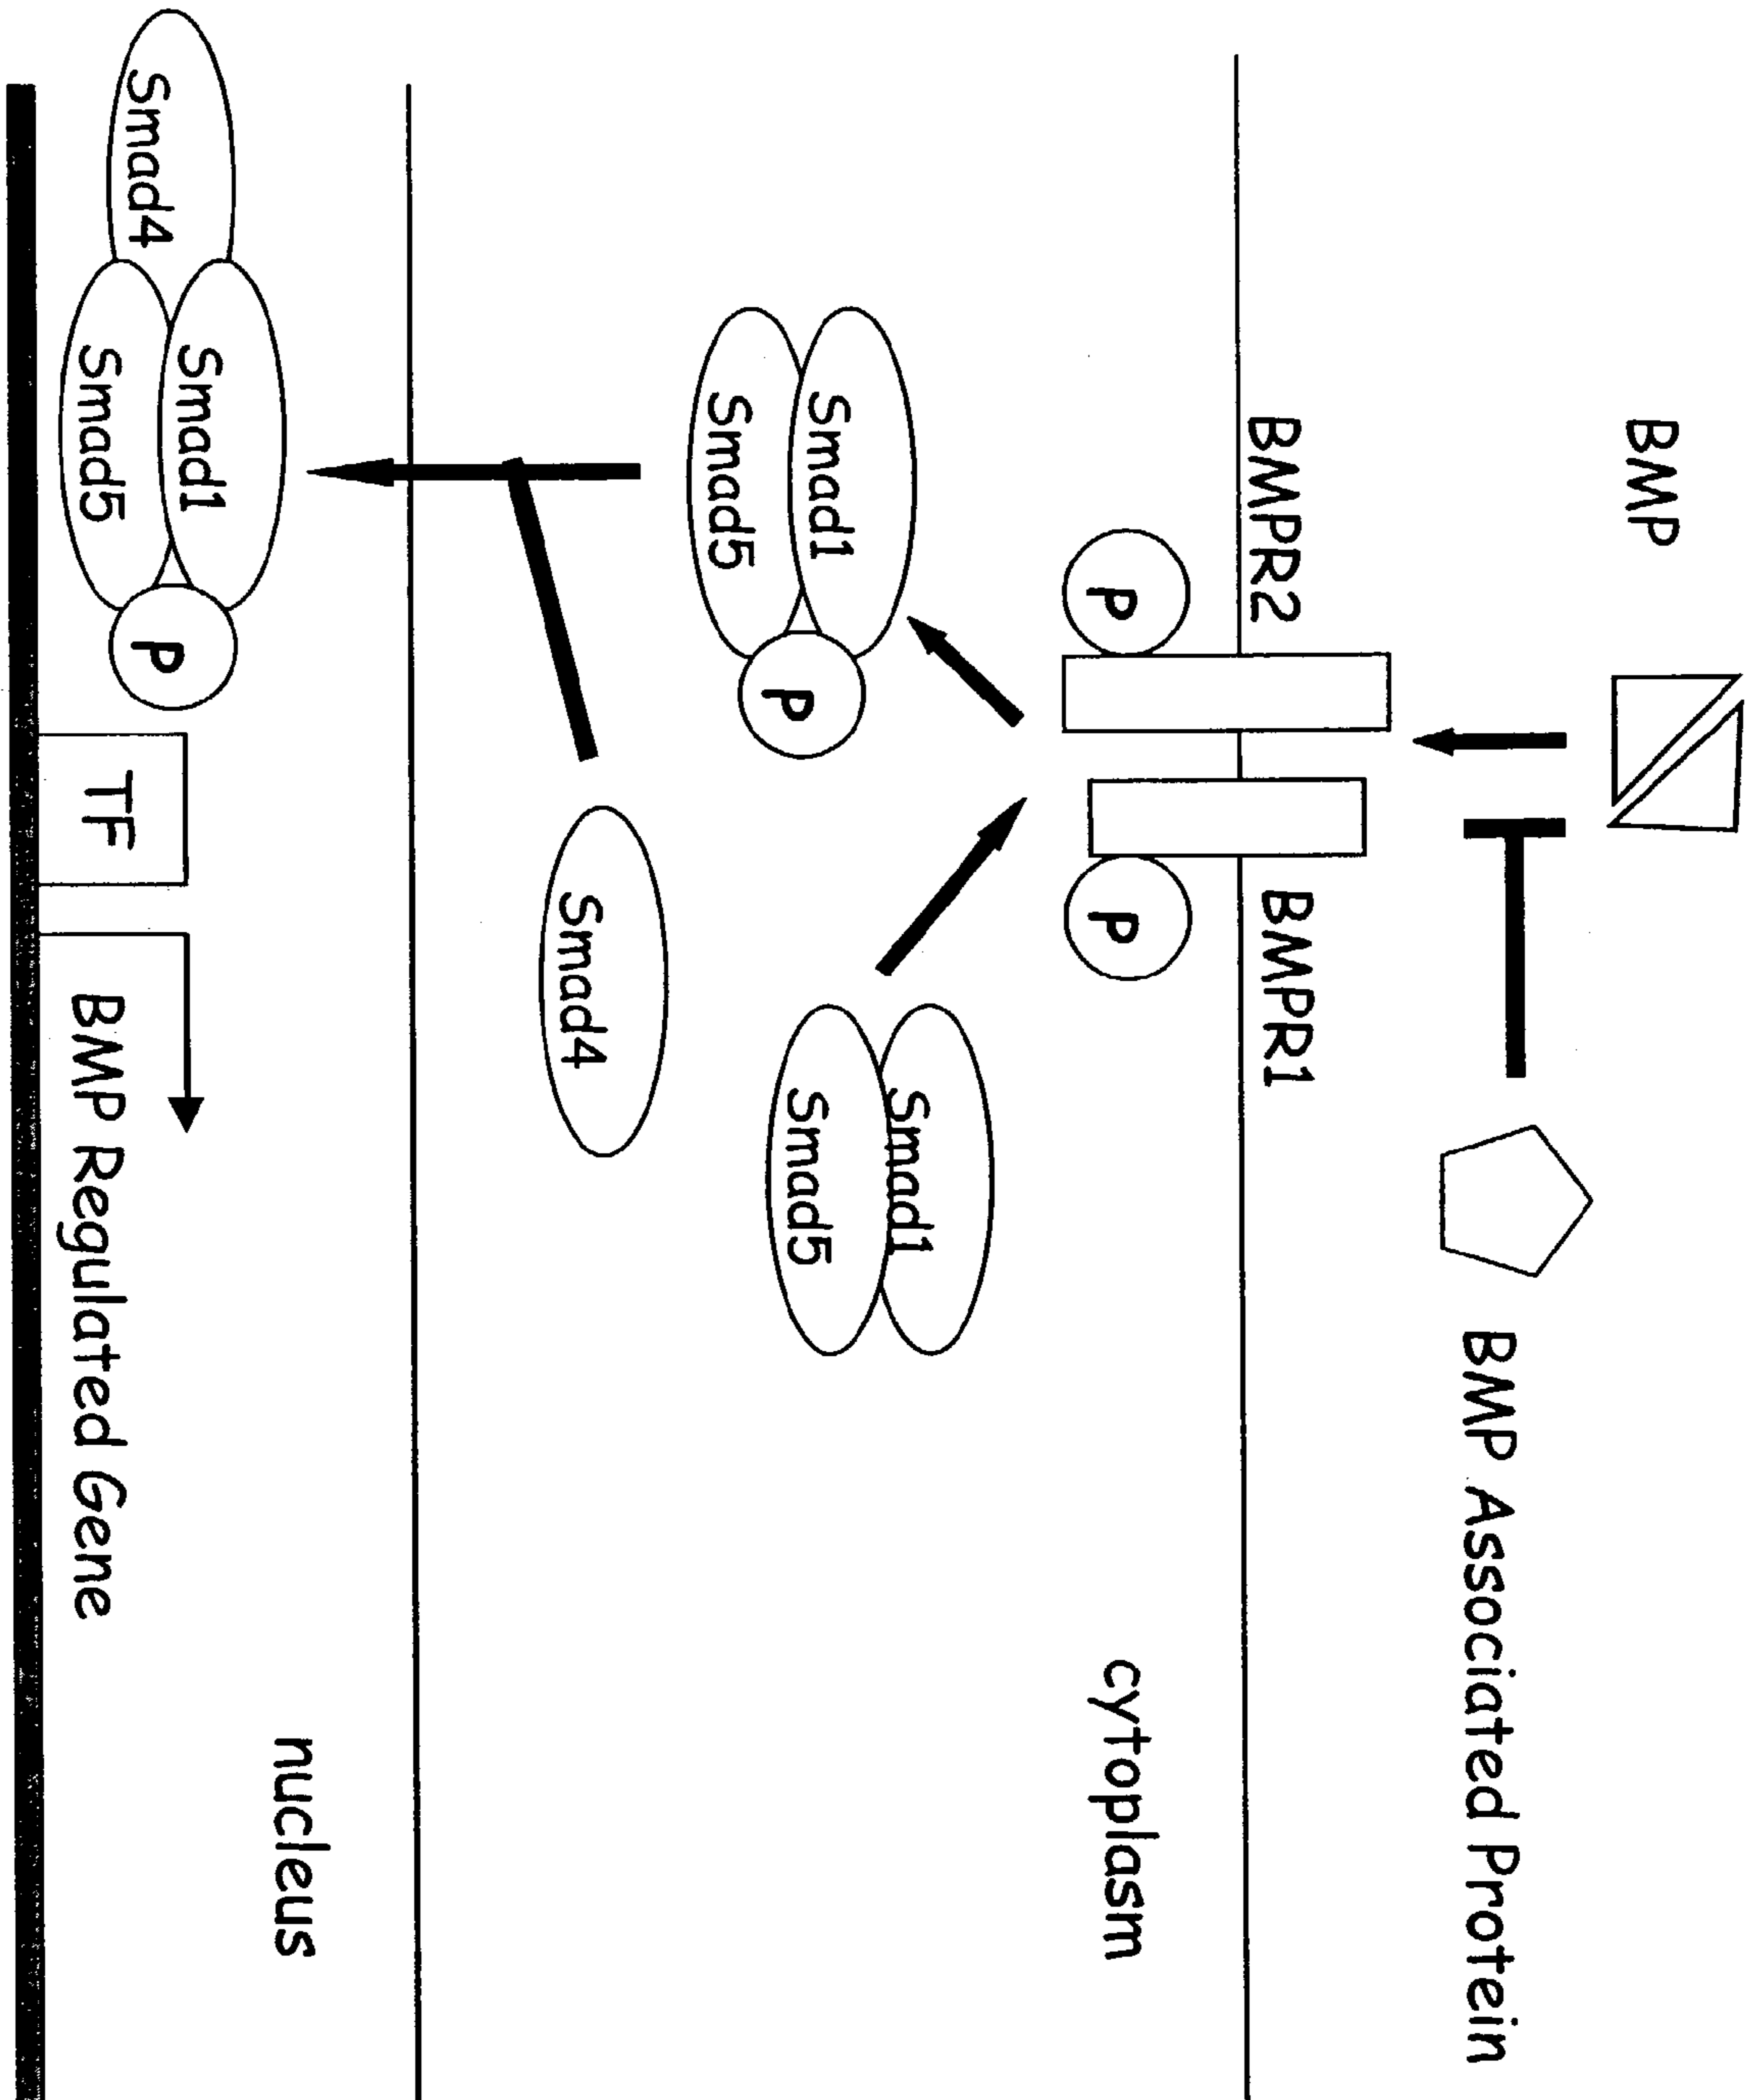 BMP
BMP Associated Protein
BMPR2
BMPR1
P
P
cytoplasm
Smad1
Smad5
P
Smad1
Smad5
Smad4
nucleus
Smad4
Smad1
Smad5
P
TF
BMP Regulated Gene